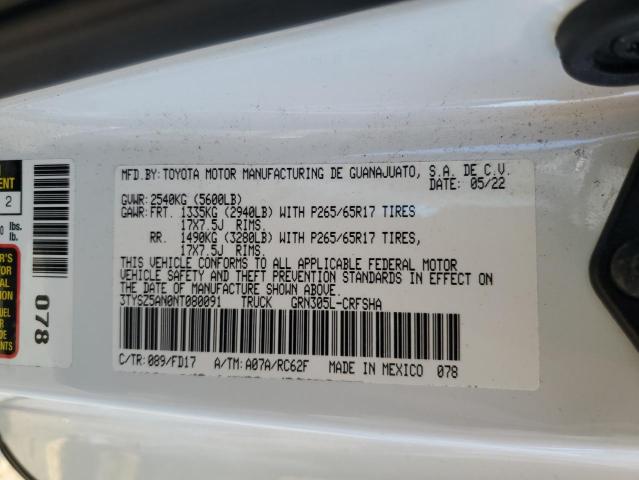 MFD.BY:TOYOTA MOTOR MANUFACTURING DE GUANAJUATO, S.A. DE C.V.
DATE: 05/22
GVWR:2540KG (5600LB)
GAWR:FRT. 1335KG (2940LB) WITH P265/65R17 TIRES
17X7.5J RIMS.
RR. 1490KG (3280LB) WITH P265/65R17 TIRES,
17X7.5J RIMS.
THIS VEHICLE CONFORMS TO ALL APPLICABLE FEDERAL MOTOR
VEHICLE SAFETY AND THEFT PREVENTION STANDARDS IN EFFECT ON
THE DATE OF MANUFACTURE SHOWN ABOVE.
3TYSZ5AN0NT080091 TRUCK GRN305L-CRFSHA
C/TR:089/FD17 A/TM:A07A/RC62F MADE IN MEXICO 078
2
lbs.
lb.
078